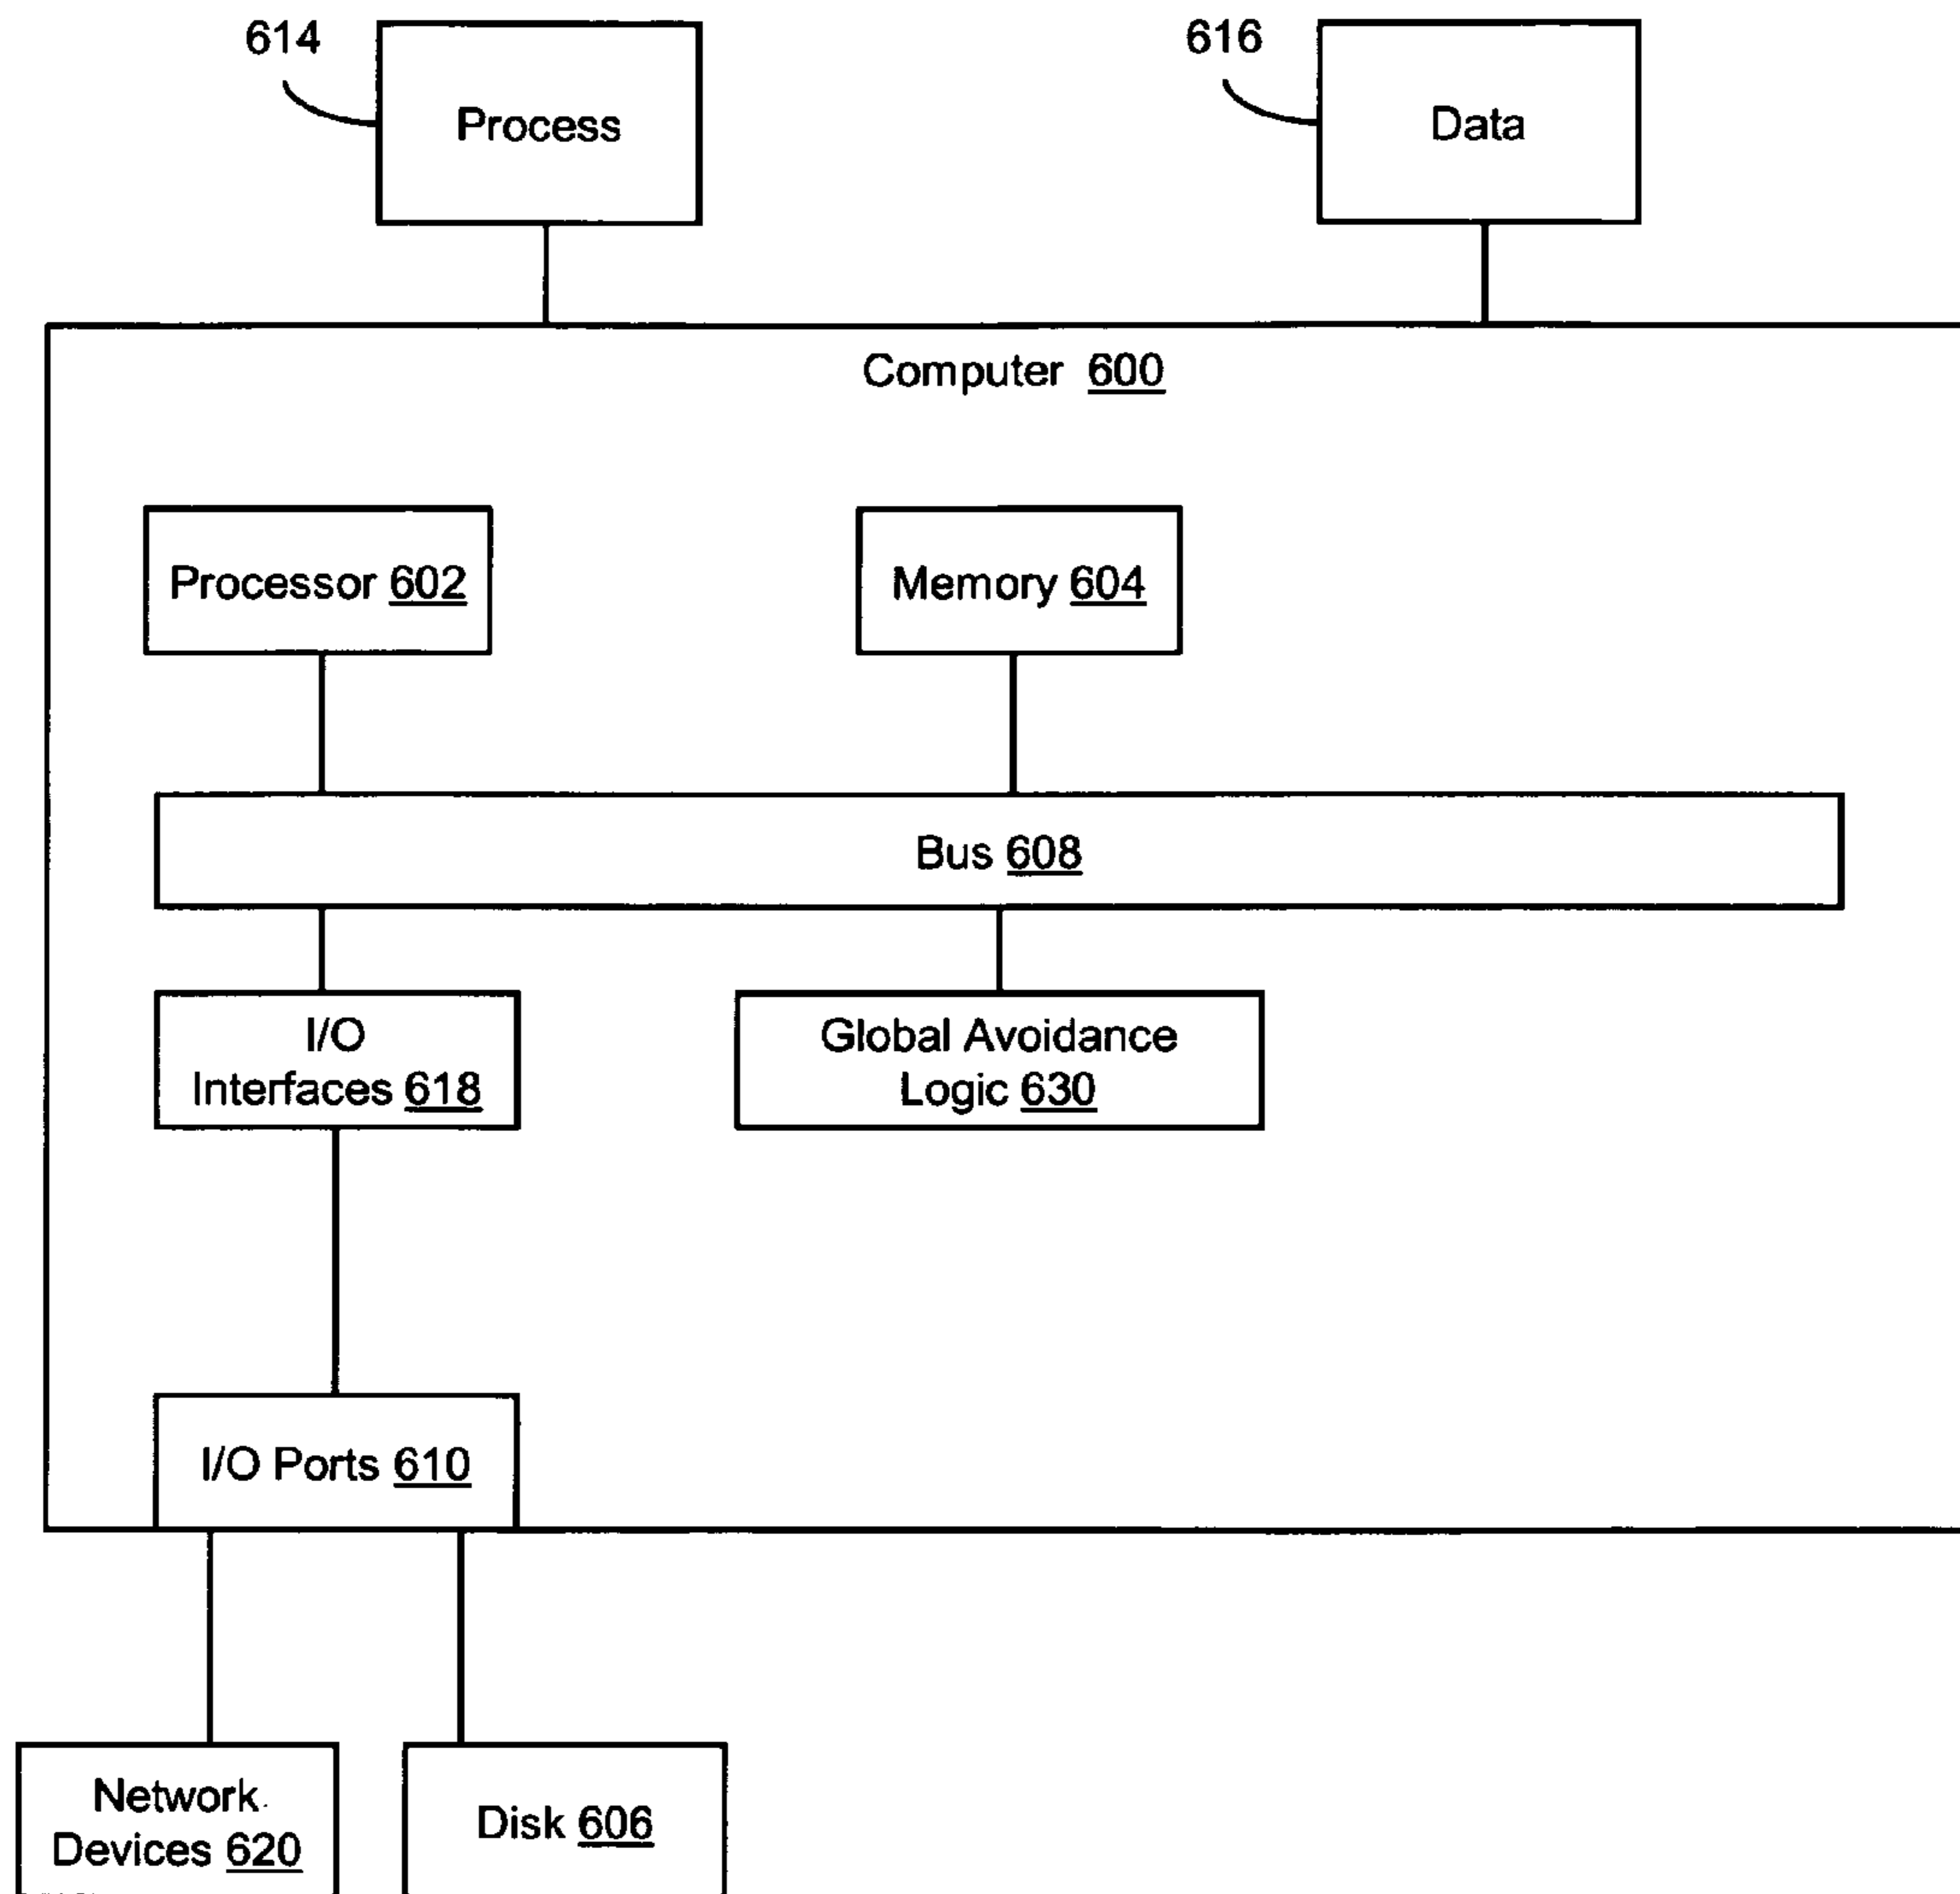 614
Process
616
Data
Computer 600
Processor 602
Memory 604
Bus 608
I/O
Interfaces 618
Global Avoidance
Logic 630
I/O Ports 610
Network
Devices 620
Disk 606